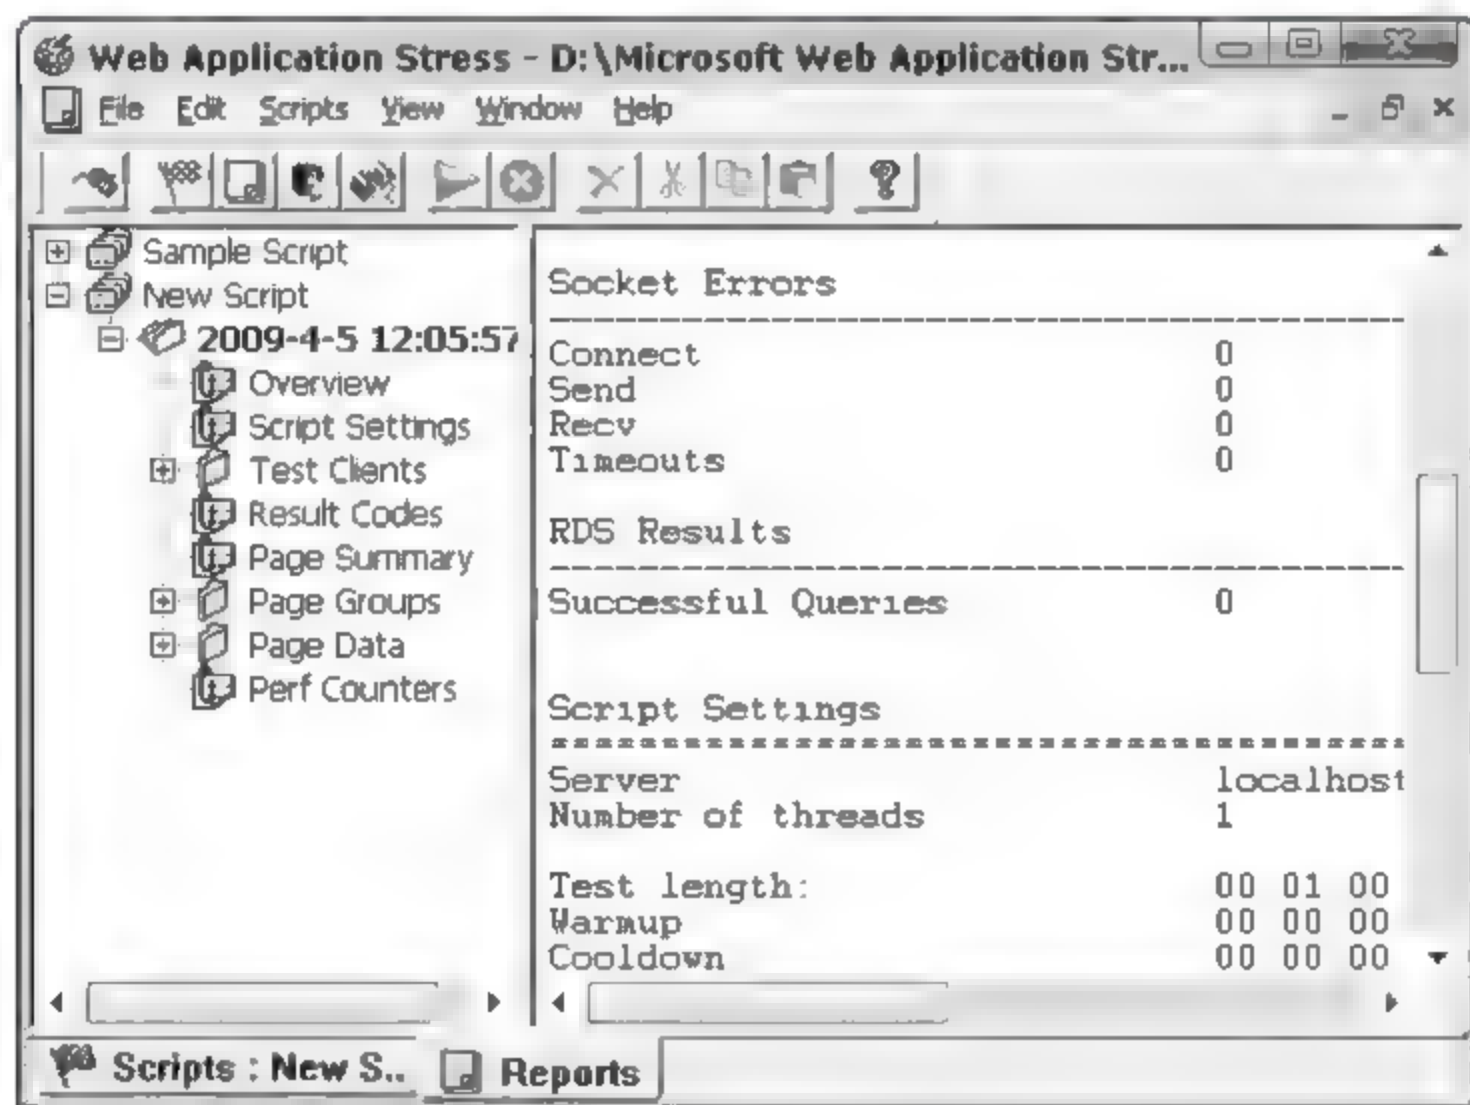 Web Application Stress - D:\Microsoft Web Application Str...
File Edit Scripts View Window Help
Sample Script
New Script
2009-4-5 12:05:57
Overview
Script Settings
Test Clients
Result Codes
Page Summary
Page Groups
Page Data
Perf Counters
Socket Errors
Connect 0
Send 0
Recv 0
Timeouts 0
RDS Results
Successful Queries 0
Script Settings
Server localhost
Number of threads 1
Test length: 00 01 00
Warmup 00 00 00
Cooldown 00 00 00
Scripts : New S..
Reports